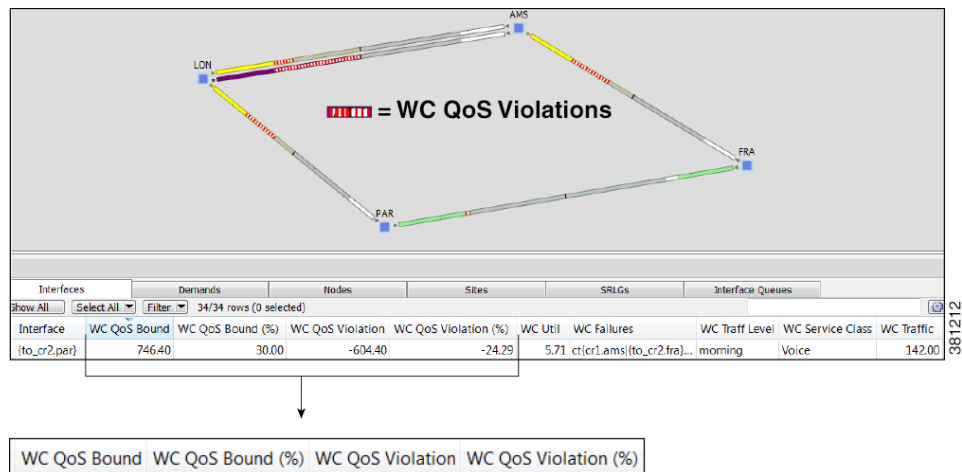 AMS
LON
= WC QoS Violations
FRA
PAR
Interfaces Demands Nodes Sites SRLGs Interface Queues
Show All Select All Filter 34/34 rows (0 selected)
Interface WC QoS Bound WC QoS Bound (%) WC QoS Violation WC QoS Violation (%) WC Util WC Failures WC Traff Level WC Service Class WC Traffic
{to_cr2.par} 746.40 30.00 -604.40 -24.29 5.71 ct{cr1.ams|{to_cr2.fra}... morning Voice 142.00
381212
WC QoS Bound WC QoS Bound (%) WC QoS Violation WC QoS Violation (%)